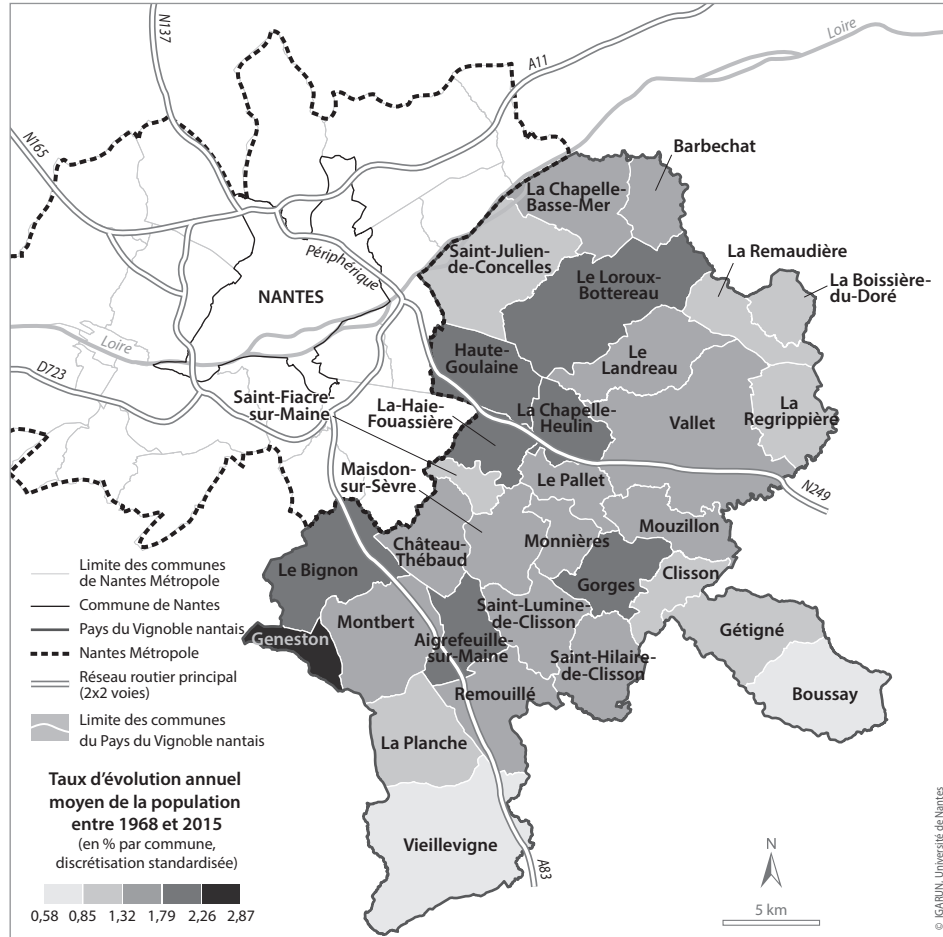 N137
A11
Loire
N165
Barbechat
La Chapelle-
Basse-Mer
La Remaudière
Saint-Julien-
de-Concelles
Périphérique
Le Loroux-
Bottereau
La Boissière-
du-Doré
NANTES
Loire
Haute-
Goulaine
Le
Landreau
D723
Saint-Fiacre-
sur-Maine
La-Haie-
Fouassière
La Chapelle-
Heulin
Vallet
La
Regrippière
Maisdon-
sur-Sèvre
Le Pallet
N249
Château-
Thébaud
Monnières
Mouzillon
Le Bignon
Gorges
Clisson
Geneston
Montbert
Aigrefeuille-
sur-Maine
Saint-Lumine-
de-Clisson
Gétigné
Saint-Hilaire-
de-Clisson
Remouillé
Boussay
La Planche
Vieillevigne
A83
Limite des communes
de Nantes Métropole
Commune de Nantes
Pays du Vignoble nantais
Nantes Métropole
Réseau routier principal
(2x2 voies)
Limite des communes
du Pays du Vignoble nantais
Taux d'évolution annuel
moyen de la population
entre 1968 et 2015
(en % par commune,
discrétisation standardisée)
0,58 0,85 1,32 1,79 2,26 2,87
N
5 km
© IGARUN. Université de Nantes